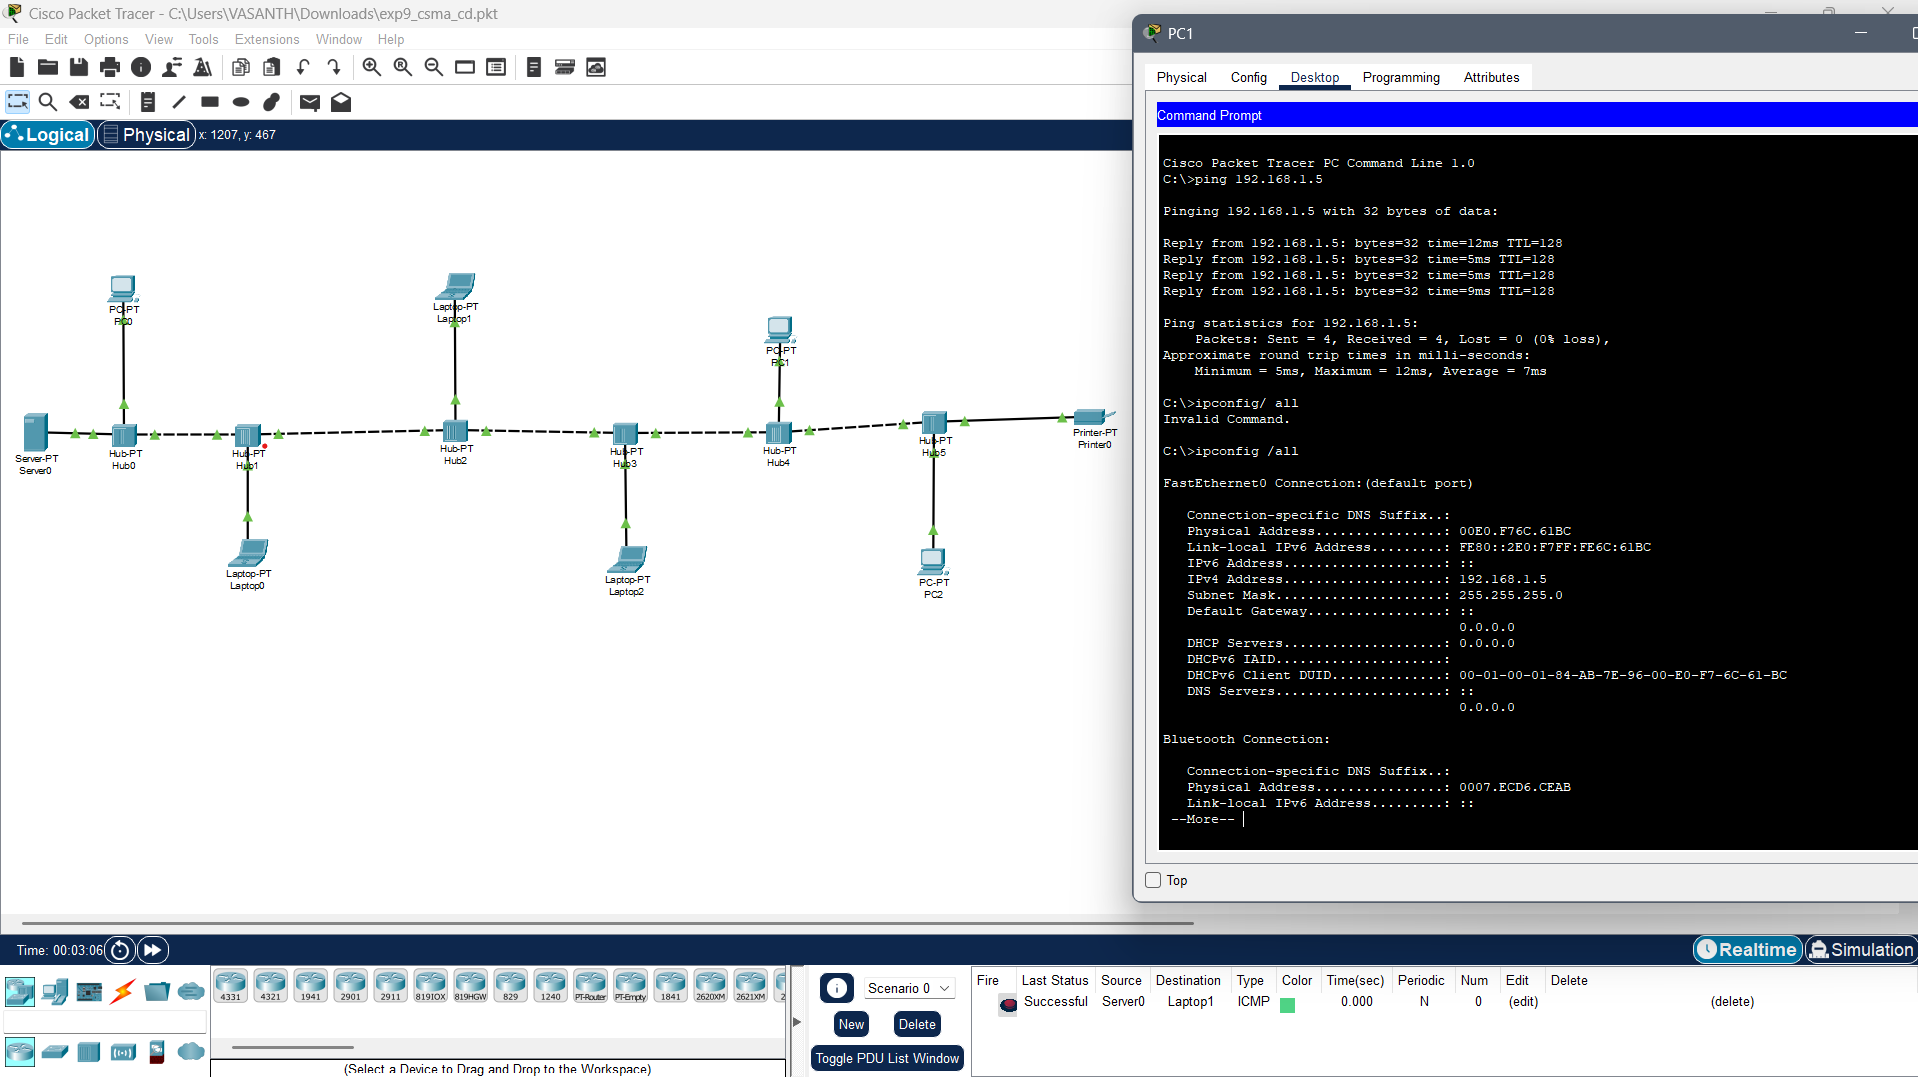 Cisco Packet Tracer - C:\Users\VASANTH\Downloads\exp9_csma_cd.pkt
File Edit Options View Tools Extensions Window Help
Logical Physical x: 1207, y: 467
PC-PT
PC0
Laptop-PT
Laptop1
PC-PT
PC1
Server-PT
Server0
Hub-PT
Hub0
Hub-PT
Hub1
Hub-PT
Hub2
Hub-PT
Hub3
Hub-PT
Hub4
Hub-PT
Hub5
Printer-PT
Printer0
Laptop-PT
Laptop0
Laptop-PT
Laptop2
PC-PT
PC2
PC1
Physical Config Desktop Programming Attributes
Command Prompt
Cisco Packet Tracer PC Command Line 1.0
C:\>ping 192.168.1.5
Pinging 192.168.1.5 with 32 bytes of data:
Reply from 192.168.1.5: bytes=32 time=12ms TTL=128
Reply from 192.168.1.5: bytes=32 time=5ms TTL=128
Reply from 192.168.1.5: bytes=32 time=5ms TTL=128
Reply from 192.168.1.5: bytes=32 time=9ms TTL=128
Ping statistics for 192.168.1.5:
Packets: Sent = 4, Received = 4, Lost = 0 (0% loss),
Approximate round trip times in milli-seconds:
Minimum = 5ms, Maximum = 12ms, Average = 7ms
C:\>ipconfig/ all
Invalid Command.
C:\>ipconfig /all
FastEthernet0 Connection:(default port)
Connection-specific DNS Suffix..:
Physical Address................: 00E0.F76C.61BC
Link-local IPv6 Address.........: FE80::2E0:F7FF:FE6C:61BC
IPv6 Address....................: ::
IPv4 Address....................: 192.168.1.5
Subnet Mask.....................: 255.255.255.0
Default Gateway.................: ::
0.0.0.0
DHCP Servers....................: 0.0.0.0
DHCPv6 IAID.....................:
DHCPv6 Client DUID..............: 00-01-00-01-84-AB-7E-96-00-E0-F7-6C-61-BC
DNS Servers.....................: ::
0.0.0.0
Bluetooth Connection:
Connection-specific DNS Suffix..:
Physical Address................: 0007.ECD6.CEAB
Link-local IPv6 Address.........: ::
--More--
Top
Time: 00:03:06
Realtime Simulation
4331 4321 1941 2901 2911 819IOX 819HGW 829 1240 PT-Router PT-Empty 1841 2620XM 2621XM 2
(Select a Device to Drag and Drop to the Workspace)
Scenario 0
New Delete
Toggle PDU List Window
Fire Last Status Source Destination Type Color Time(sec) Periodic Num Edit Delete
Successful Server0 Laptop1 ICMP 0.000 N 0 (edit) (delete)